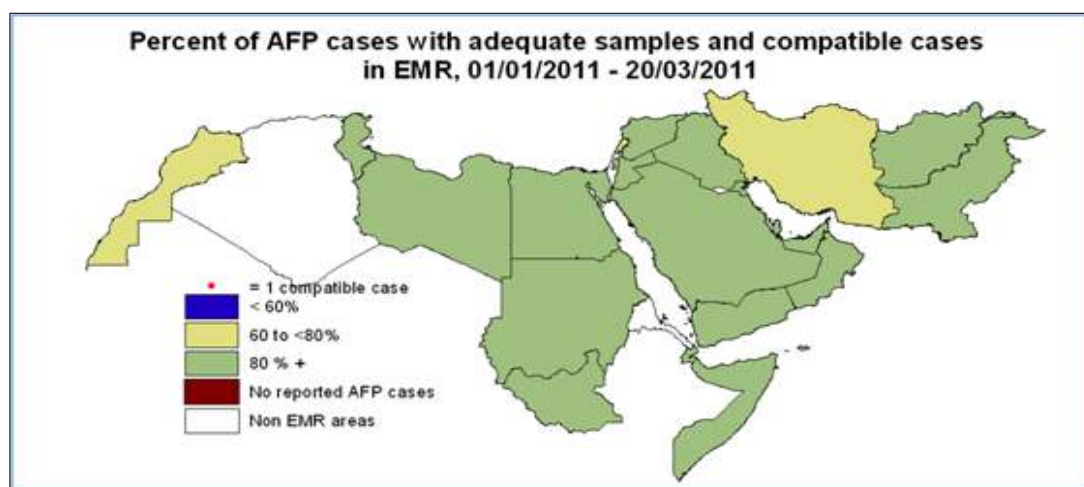 Percent of AFP cases with adequate samples and compatible cases
in EMR, 01/01/2011 - 20/03/2011
= 1 compatible case
< 60%
60 to <80%
80 % +
No reported AFP cases
Non EMR areas